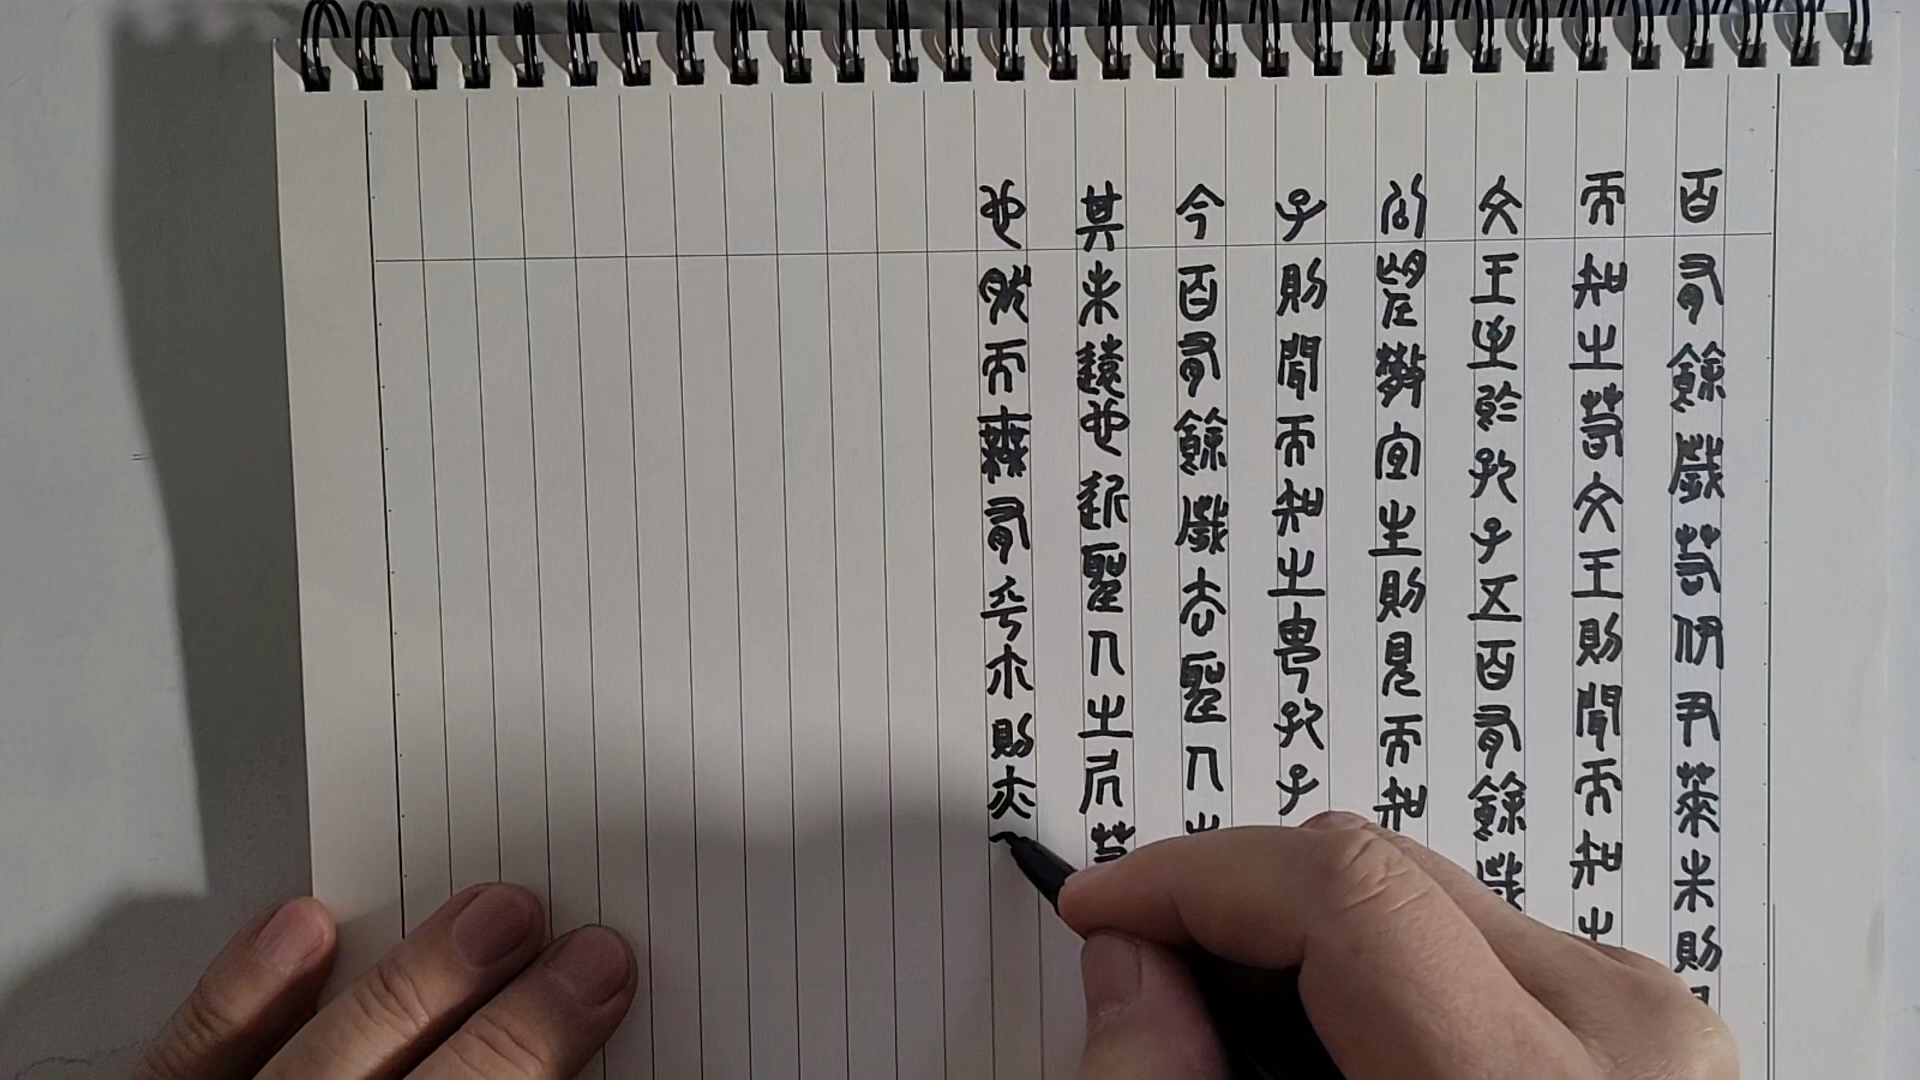 百有餘歲若伊尹萊朱則
而知之若文王則聞而知之
文王至於孔子五百有餘歲
公望散宜生則見而知
子則聞而知之由孔子
今百有餘歲去聖人之
其未遠也近聖人之居若
也然而無有乎尒則亦